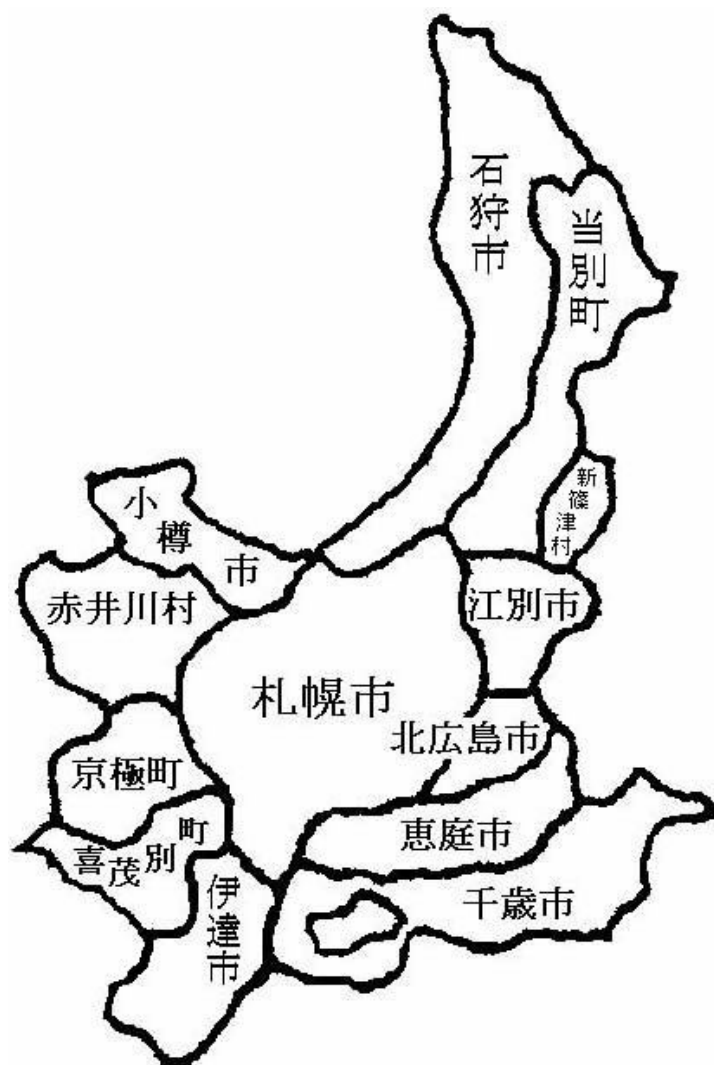 石狩市
当別町
新篠津村
小樽市
赤井川村
江別市
札幌市
北広島市
京極町
恵庭市
喜茂別町
千歳市
伊達市